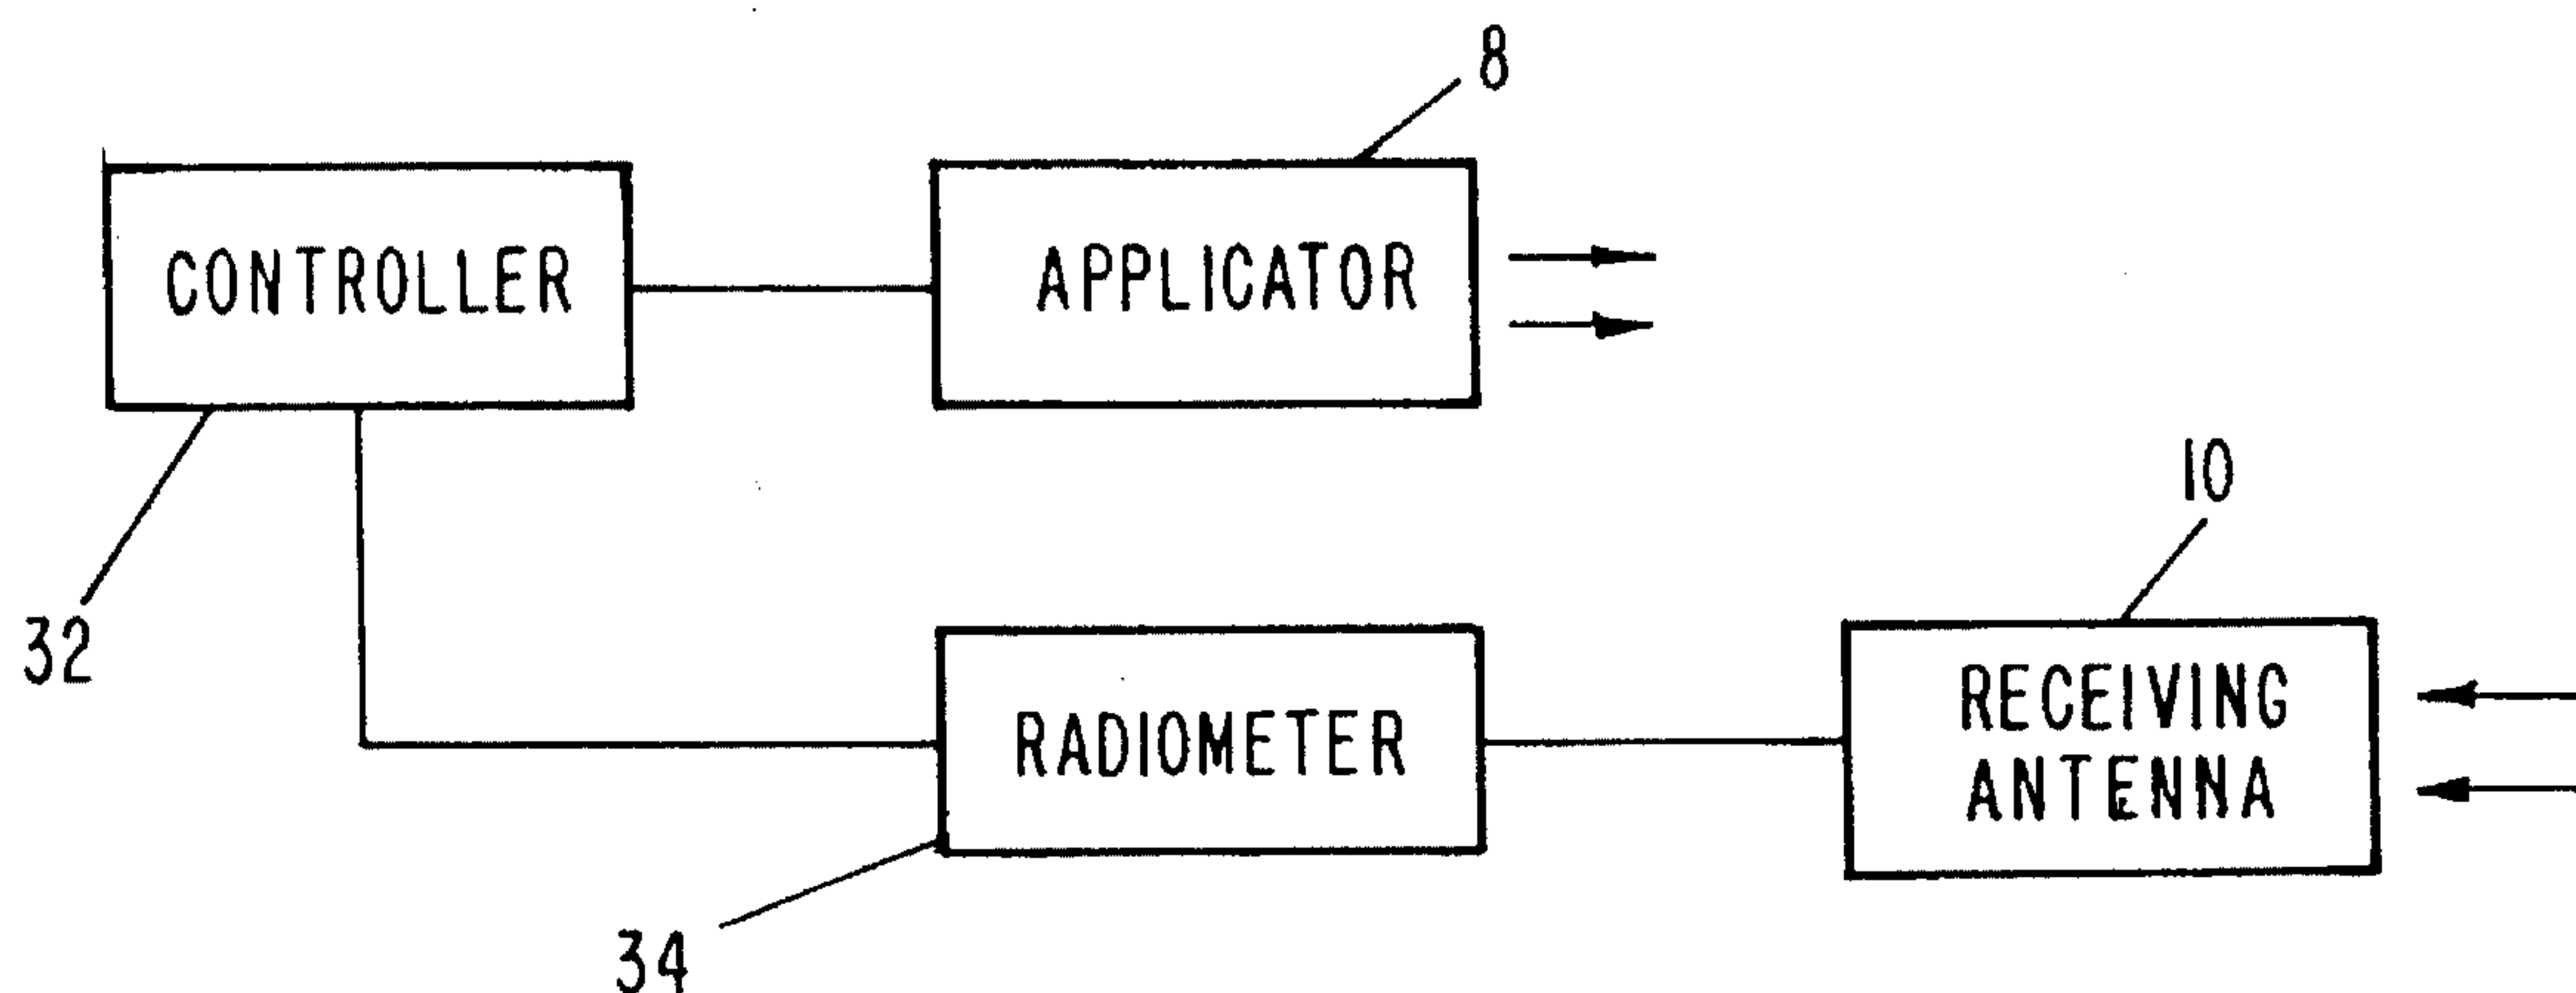 8
CONTROLLER
APPLICATOR
10
32
RADIOMETER
RECEIVING
ANTENNA
34